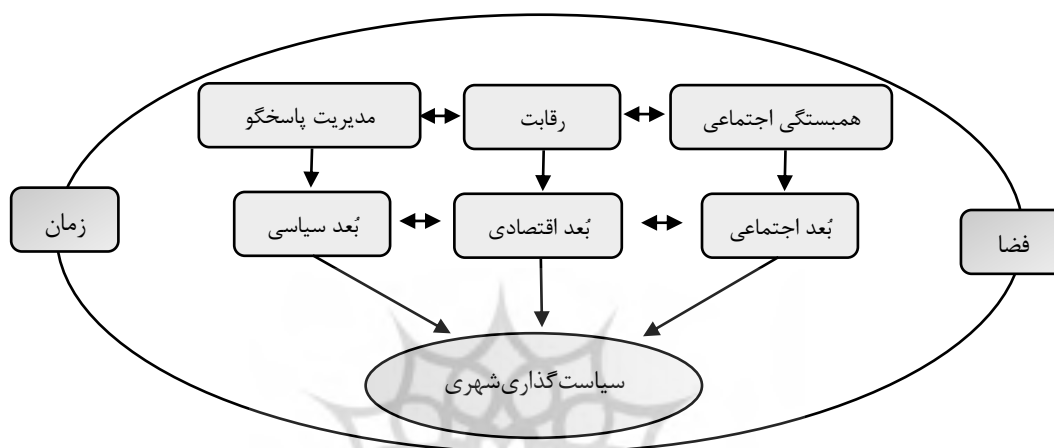 همبستگی اجتماعی
رقابت
مدیریت پاسخگو
فضا
بُعد اجتماعی
بُعد اقتصادی
بُعد سیاسی
زمان
سیاست‌گذاری‌شهری